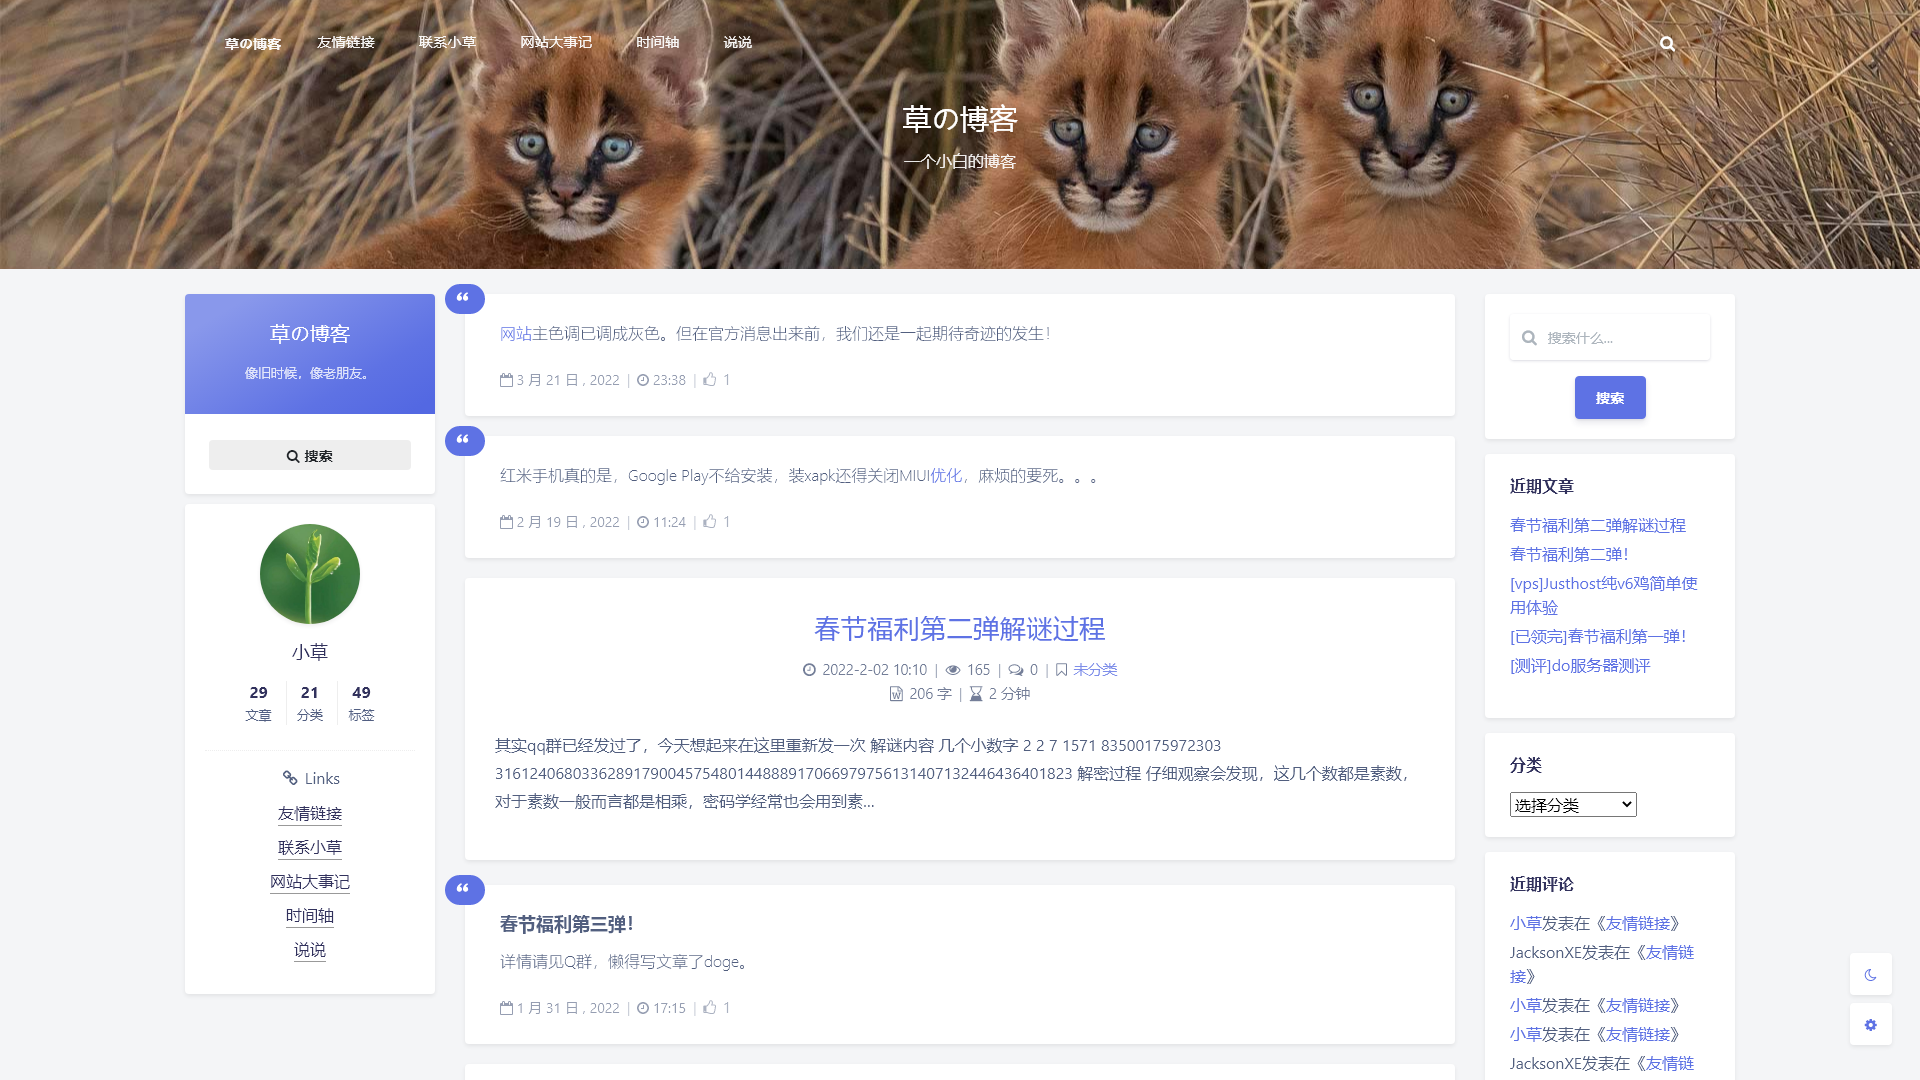 草の博客
友情链接
联系小草
网站大事记
时间轴
说说
草の博客
一个小白的博客
草の博客
像旧时候，像老朋友。
搜索
小草
29 21 49
文章 分类 标签
Links
友情链接
联系小草
网站大事记
时间轴
说说
网站主色调已调成灰色。但在官方消息出来前，我们还是一起期待奇迹的发生！
3 月 21 日 , 2022 | 23:38 | 1
红米手机真的是，Google Play不给安装，装xapk还得关闭MIUI优化，麻烦的要死。。。
2 月 19 日 , 2022 | 11:24 | 1
春节福利第二弹解谜过程
2022-2-02 10:10 | 165 | 0 | 未分类
206 字 | 2 分钟
其实qq群已经发过了，今天想起来在这里重新发一次 解谜内容 几个小数字 2 2 7 1571 83500175972303
316124068033628917900457548014488891706697975613140713244643640​1823 解密过程 仔细观察会发现，这几个数都是素数，
对于素数一般而言都是相乘，密码学经常也会用到素...
春节福利第三弹！
详情请见Q群，懒得写文章了doge。
1 月 31 日 , 2022 | 17:15 | 1
搜索什么...
搜索
近期文章
春节福利第二弹解谜过程
春节福利第二弹！
[vps]Justhost纯v6鸡简单使
用体验
[已领完]春节福利第一弹！
[测评]do服务器测评
分类
选择分类
近期评论
小草发表在《友情链接》
JacksonXE发表在《友情链
接》
小草发表在《友情链接》
小草发表在《友情链接》
JacksonXE发表在《友情链